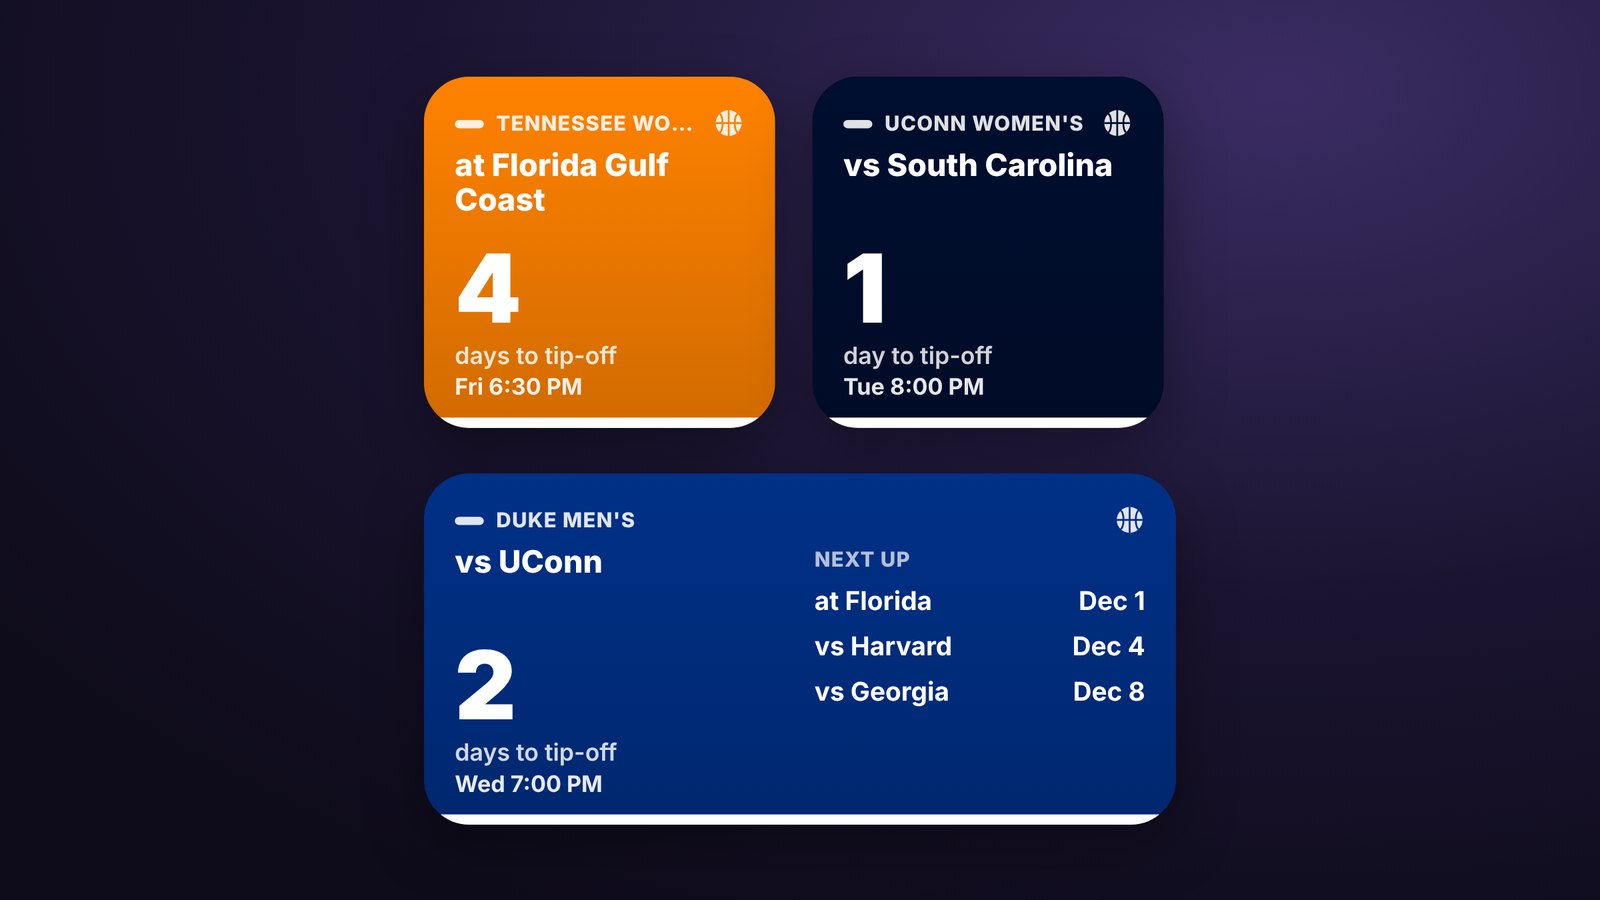 TENNESSEE WO...
at Florida Gulf
Coast
4
days to tip-off
Fri 6:30 PM
UCONN WOMEN'S
vs South Carolina
1
day to tip-off
Tue 8:00 PM
DUKE MEN'S
vs UConn
2
days to tip-off
Wed 7:00 PM
NEXT UP
at Florida Dec 1
vs Harvard Dec 4
vs Georgia Dec 8